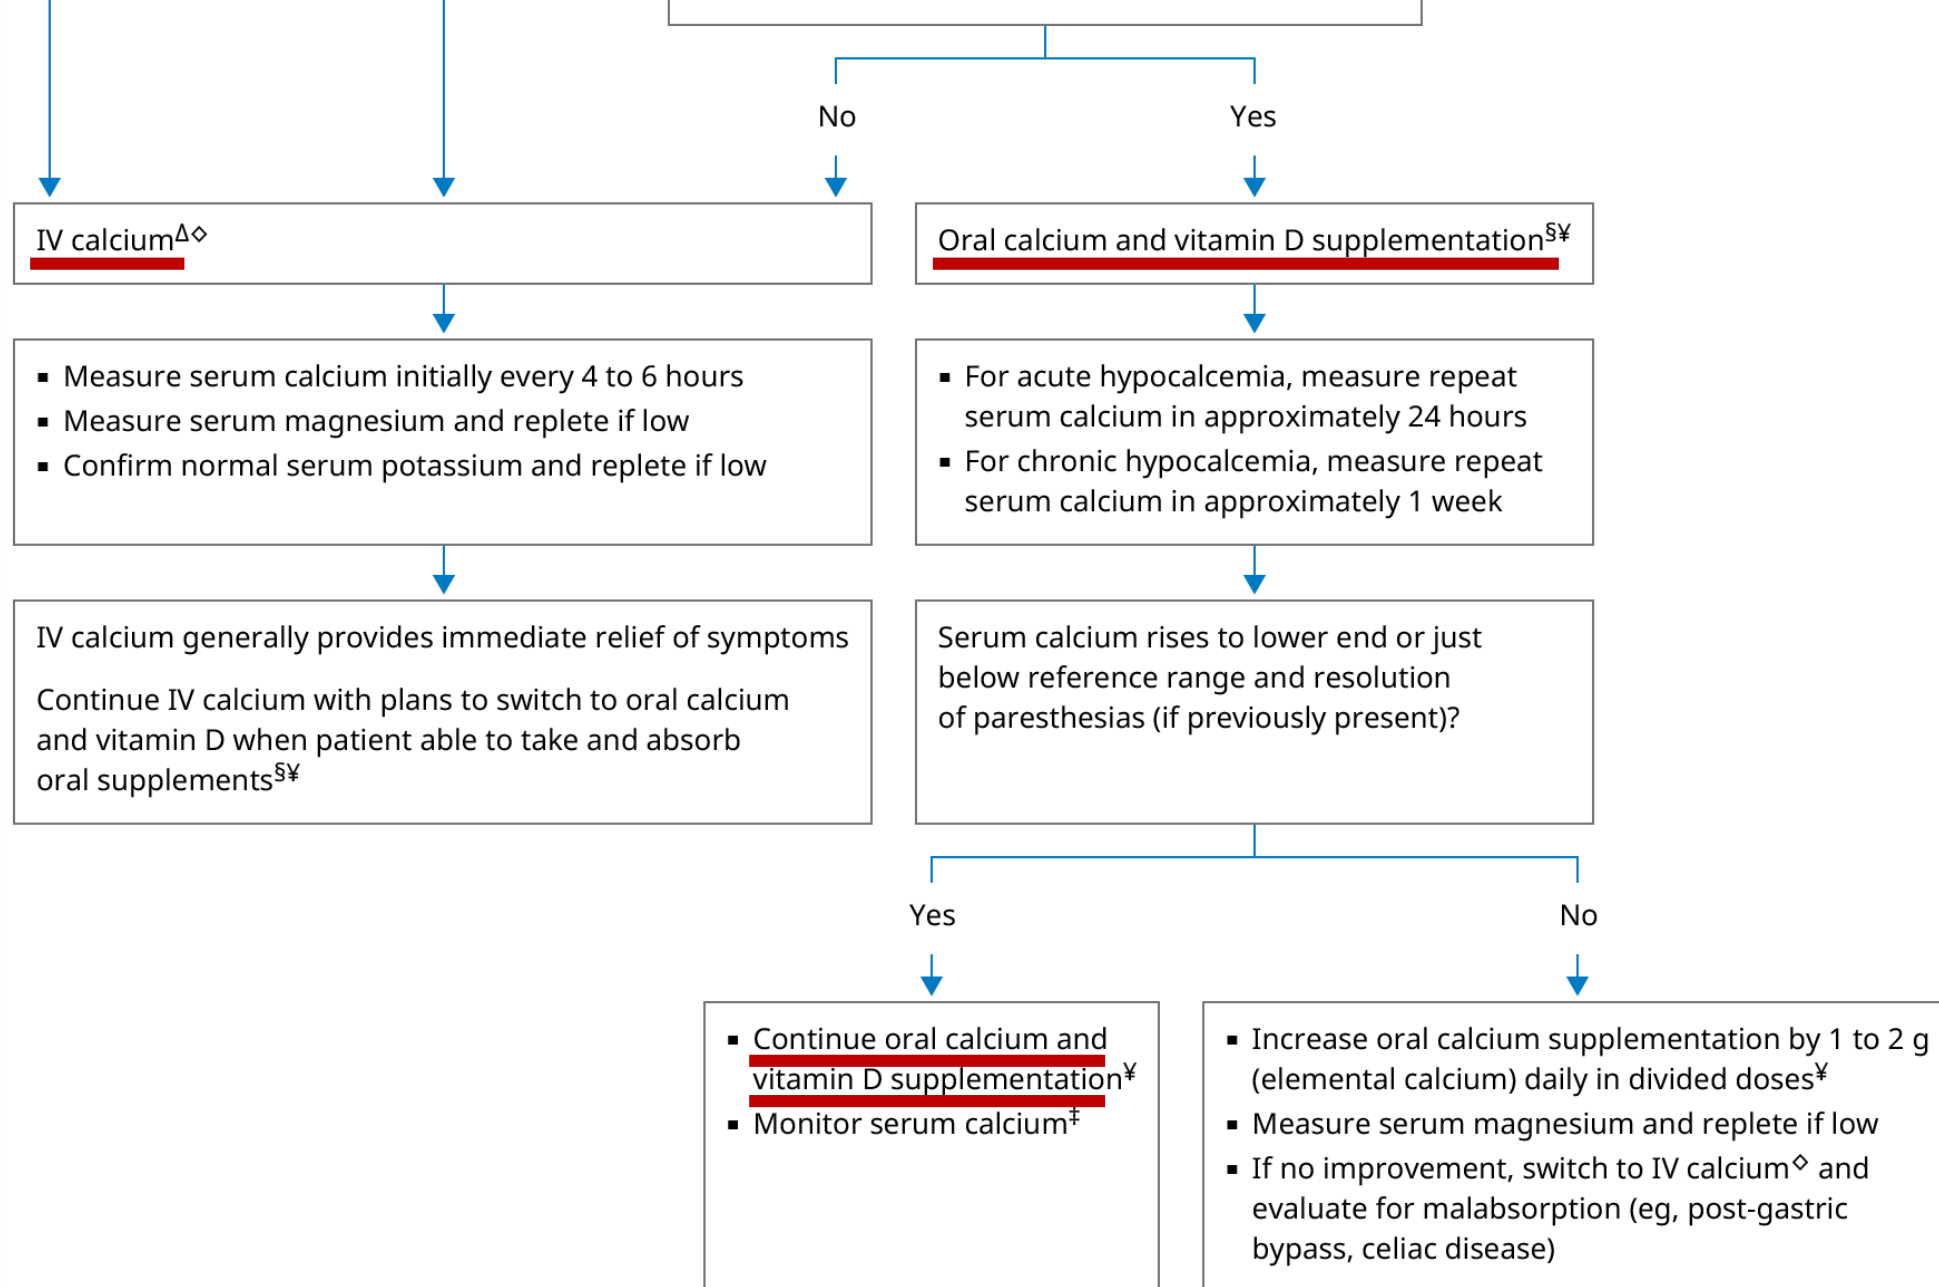 No
Yes
IV calciumΔ◇
Oral calcium and vitamin D supplementation§¥
▪ Measure serum calcium initially every 4 to 6 hours
▪ Measure serum magnesium and replete if low
▪ Confirm normal serum potassium and replete if low
▪ For acute hypocalcemia, measure repeat
serum calcium in approximately 24 hours
▪ For chronic hypocalcemia, measure repeat
serum calcium in approximately 1 week
IV calcium generally provides immediate relief of symptoms
Continue IV calcium with plans to switch to oral calcium
and vitamin D when patient able to take and absorb
oral supplements§¥
Serum calcium rises to lower end or just
below reference range and resolution
of paresthesias (if previously present)?
Yes
No
▪ Continue oral calcium and
vitamin D supplementation¥
▪ Monitor serum calcium‡
▪ Increase oral calcium supplementation by 1 to 2 g
(elemental calcium) daily in divided doses¥
▪ Measure serum magnesium and replete if low
▪ If no improvement, switch to IV calcium◇ and
evaluate for malabsorption (eg, post-gastric
bypass, celiac disease)